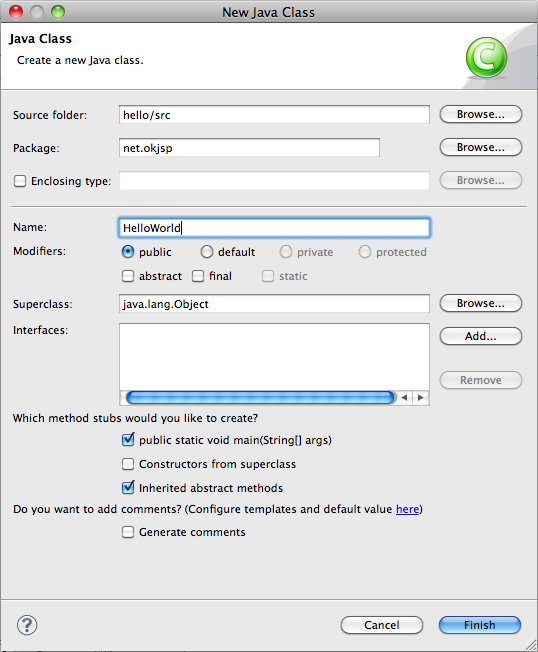 New Java Class
Java Class
Create a new Java class.
Source folder: hello/src Browse...
Package: net.okjsp Browse...
Enclosing type: Browse...
Name: HelloWorld
Modifiers: public default private protected
abstract final static
Superclass: java.lang.Object Browse...
Interfaces: Add...
Remove
Which method stubs would you like to create?
public static void main(String[] args)
Constructors from superclass
Inherited abstract methods
Do you want to add comments? (Configure templates and default value here)
Generate comments
? Cancel Finish